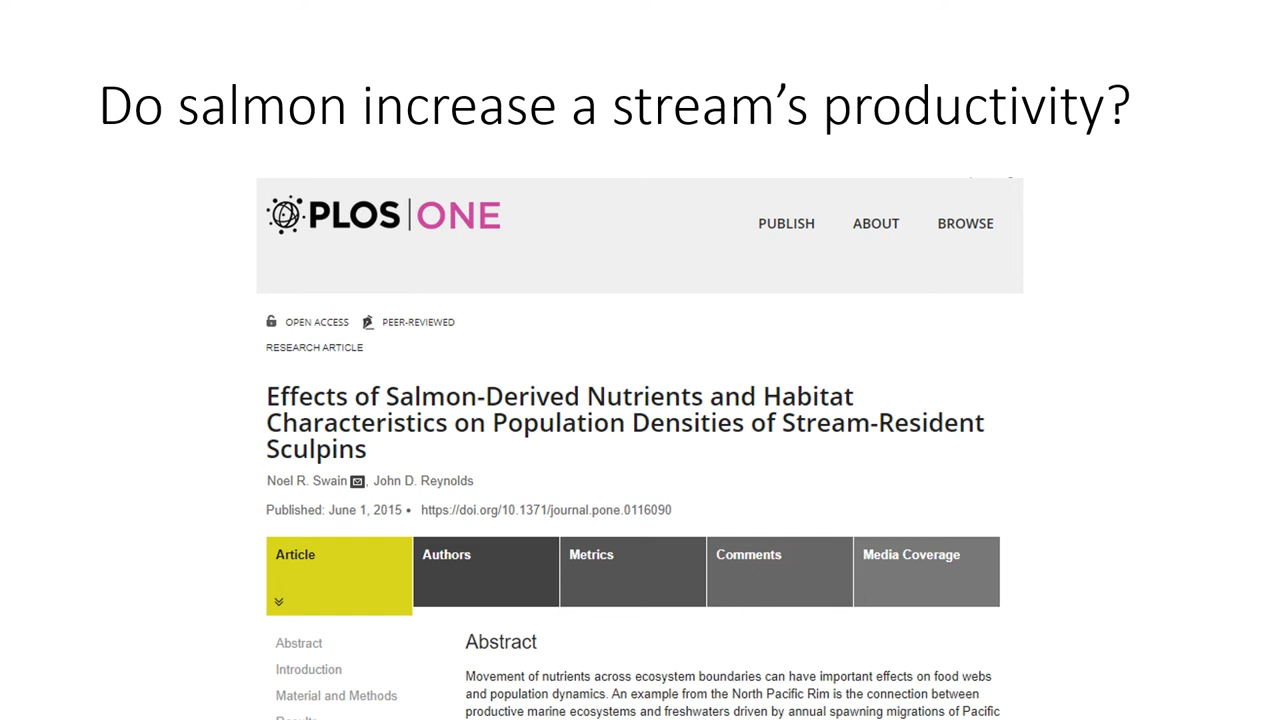 Do salmon increase a stream's productivity?
PLOS | ONE
PUBLISH ABOUT BROWSE
OPEN ACCESS PEER-REVIEWED
RESEARCH ARTICLE
Effects of Salmon-Derived Nutrients and Habitat
Characteristics on Population Densities of Stream-Resident
Sculpins
Noel R. Swain , John D. Reynolds
Published: June 1, 2015 • https://doi.org/10.1371/journal.pone.0116090
Article Authors Metrics Comments Media Coverage
Abstract
Introduction
Material and Methods
Abstract
Movement of nutrients across ecosystem boundaries can have important effects on food webs
and population dynamics. An example from the North Pacific Rim is the connection between
productive marine ecosystems and freshwaters driven by annual spawning migrations of Pacific